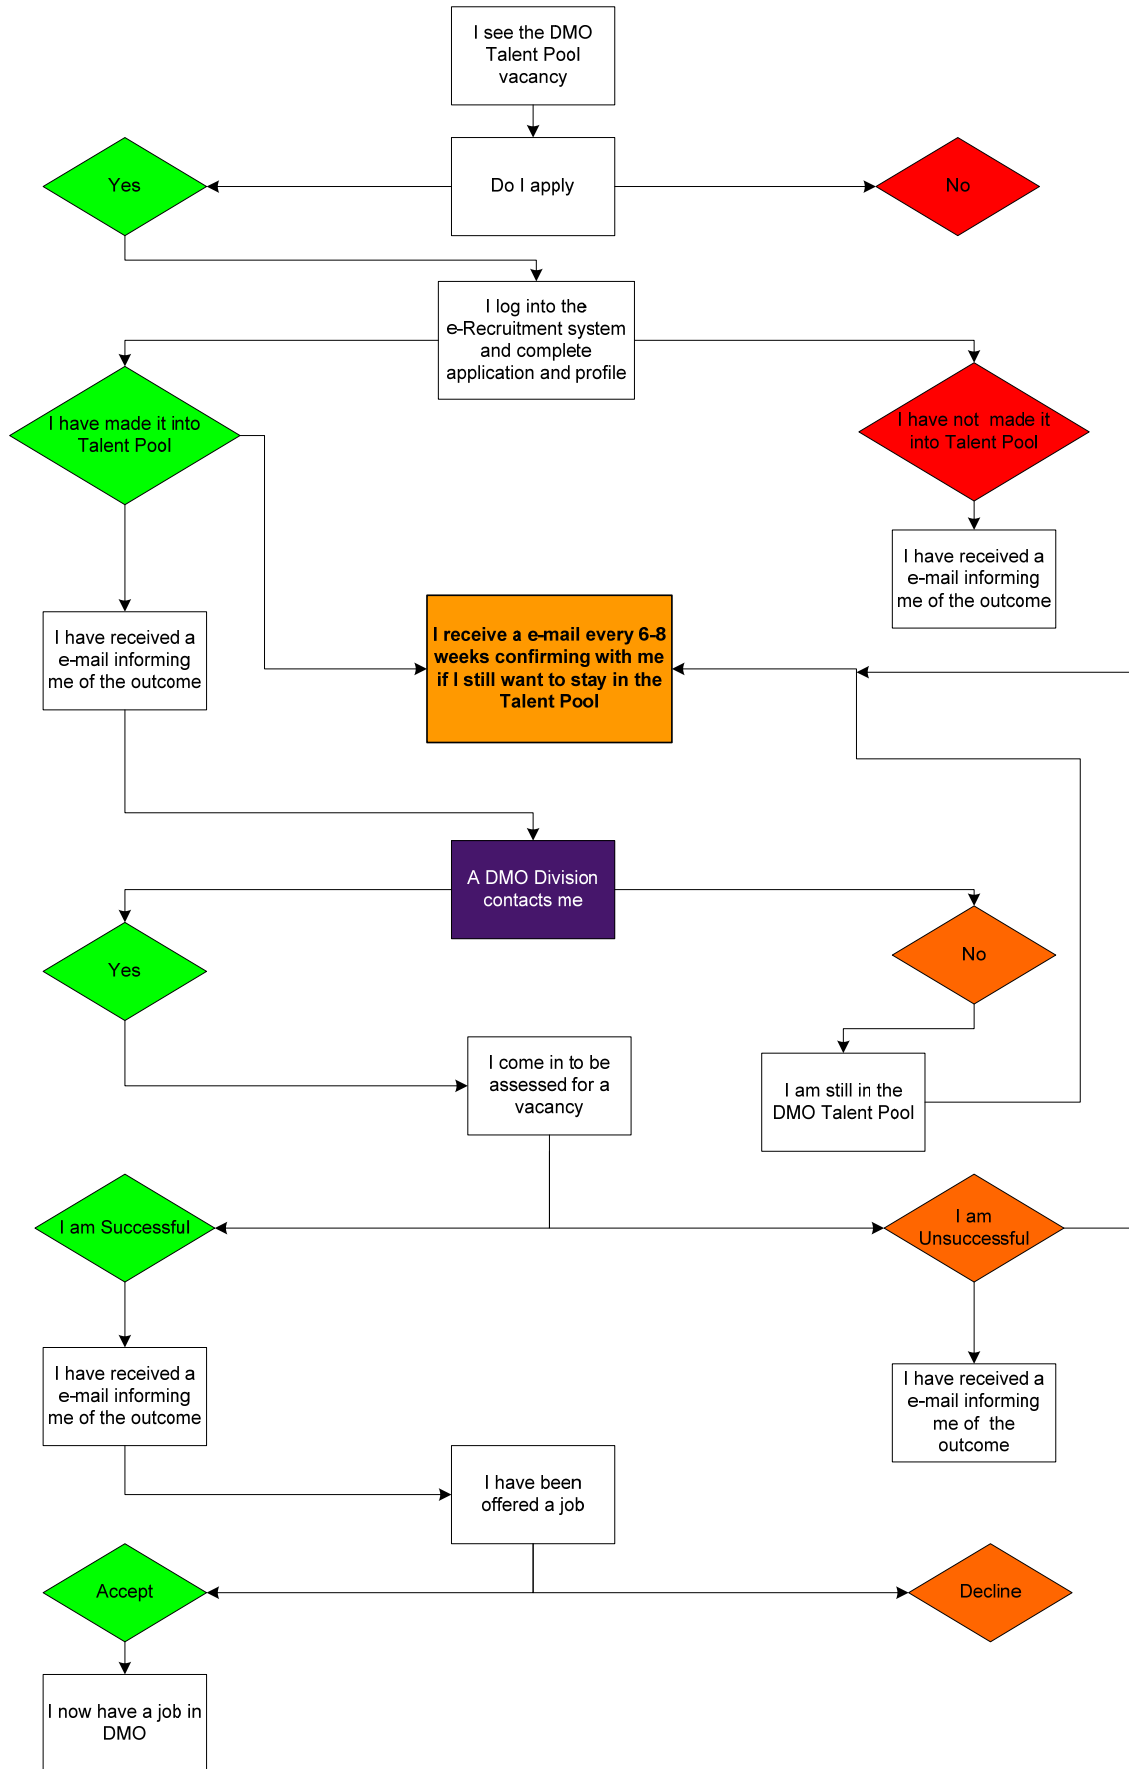 I see the DMO
Talent Pool
vacancy
Yes
Do I apply
No
I log into the
e-Recruitment system
and complete
application and profile
I have made it into
Talent Pool
I have not  made it
into Talent Pool
I have received a
e-mail informing
me of the outcome
I have received a
e-mail informing
me of the outcome
I receive a e-mail every 6-8
weeks confirming with me
if I still want to stay in the
Talent Pool
A DMO Division
contacts me
Yes
No
I come in to be
assessed for a
vacancy
I am still in the
DMO Talent Pool
I am Successful
I am
Unsuccessful
I have received a
e-mail informing
me of the outcome
I have received a
e-mail informing
me of  the
outcome
I have been
offered a job
Accept
Decline
I now have a job in
DMO